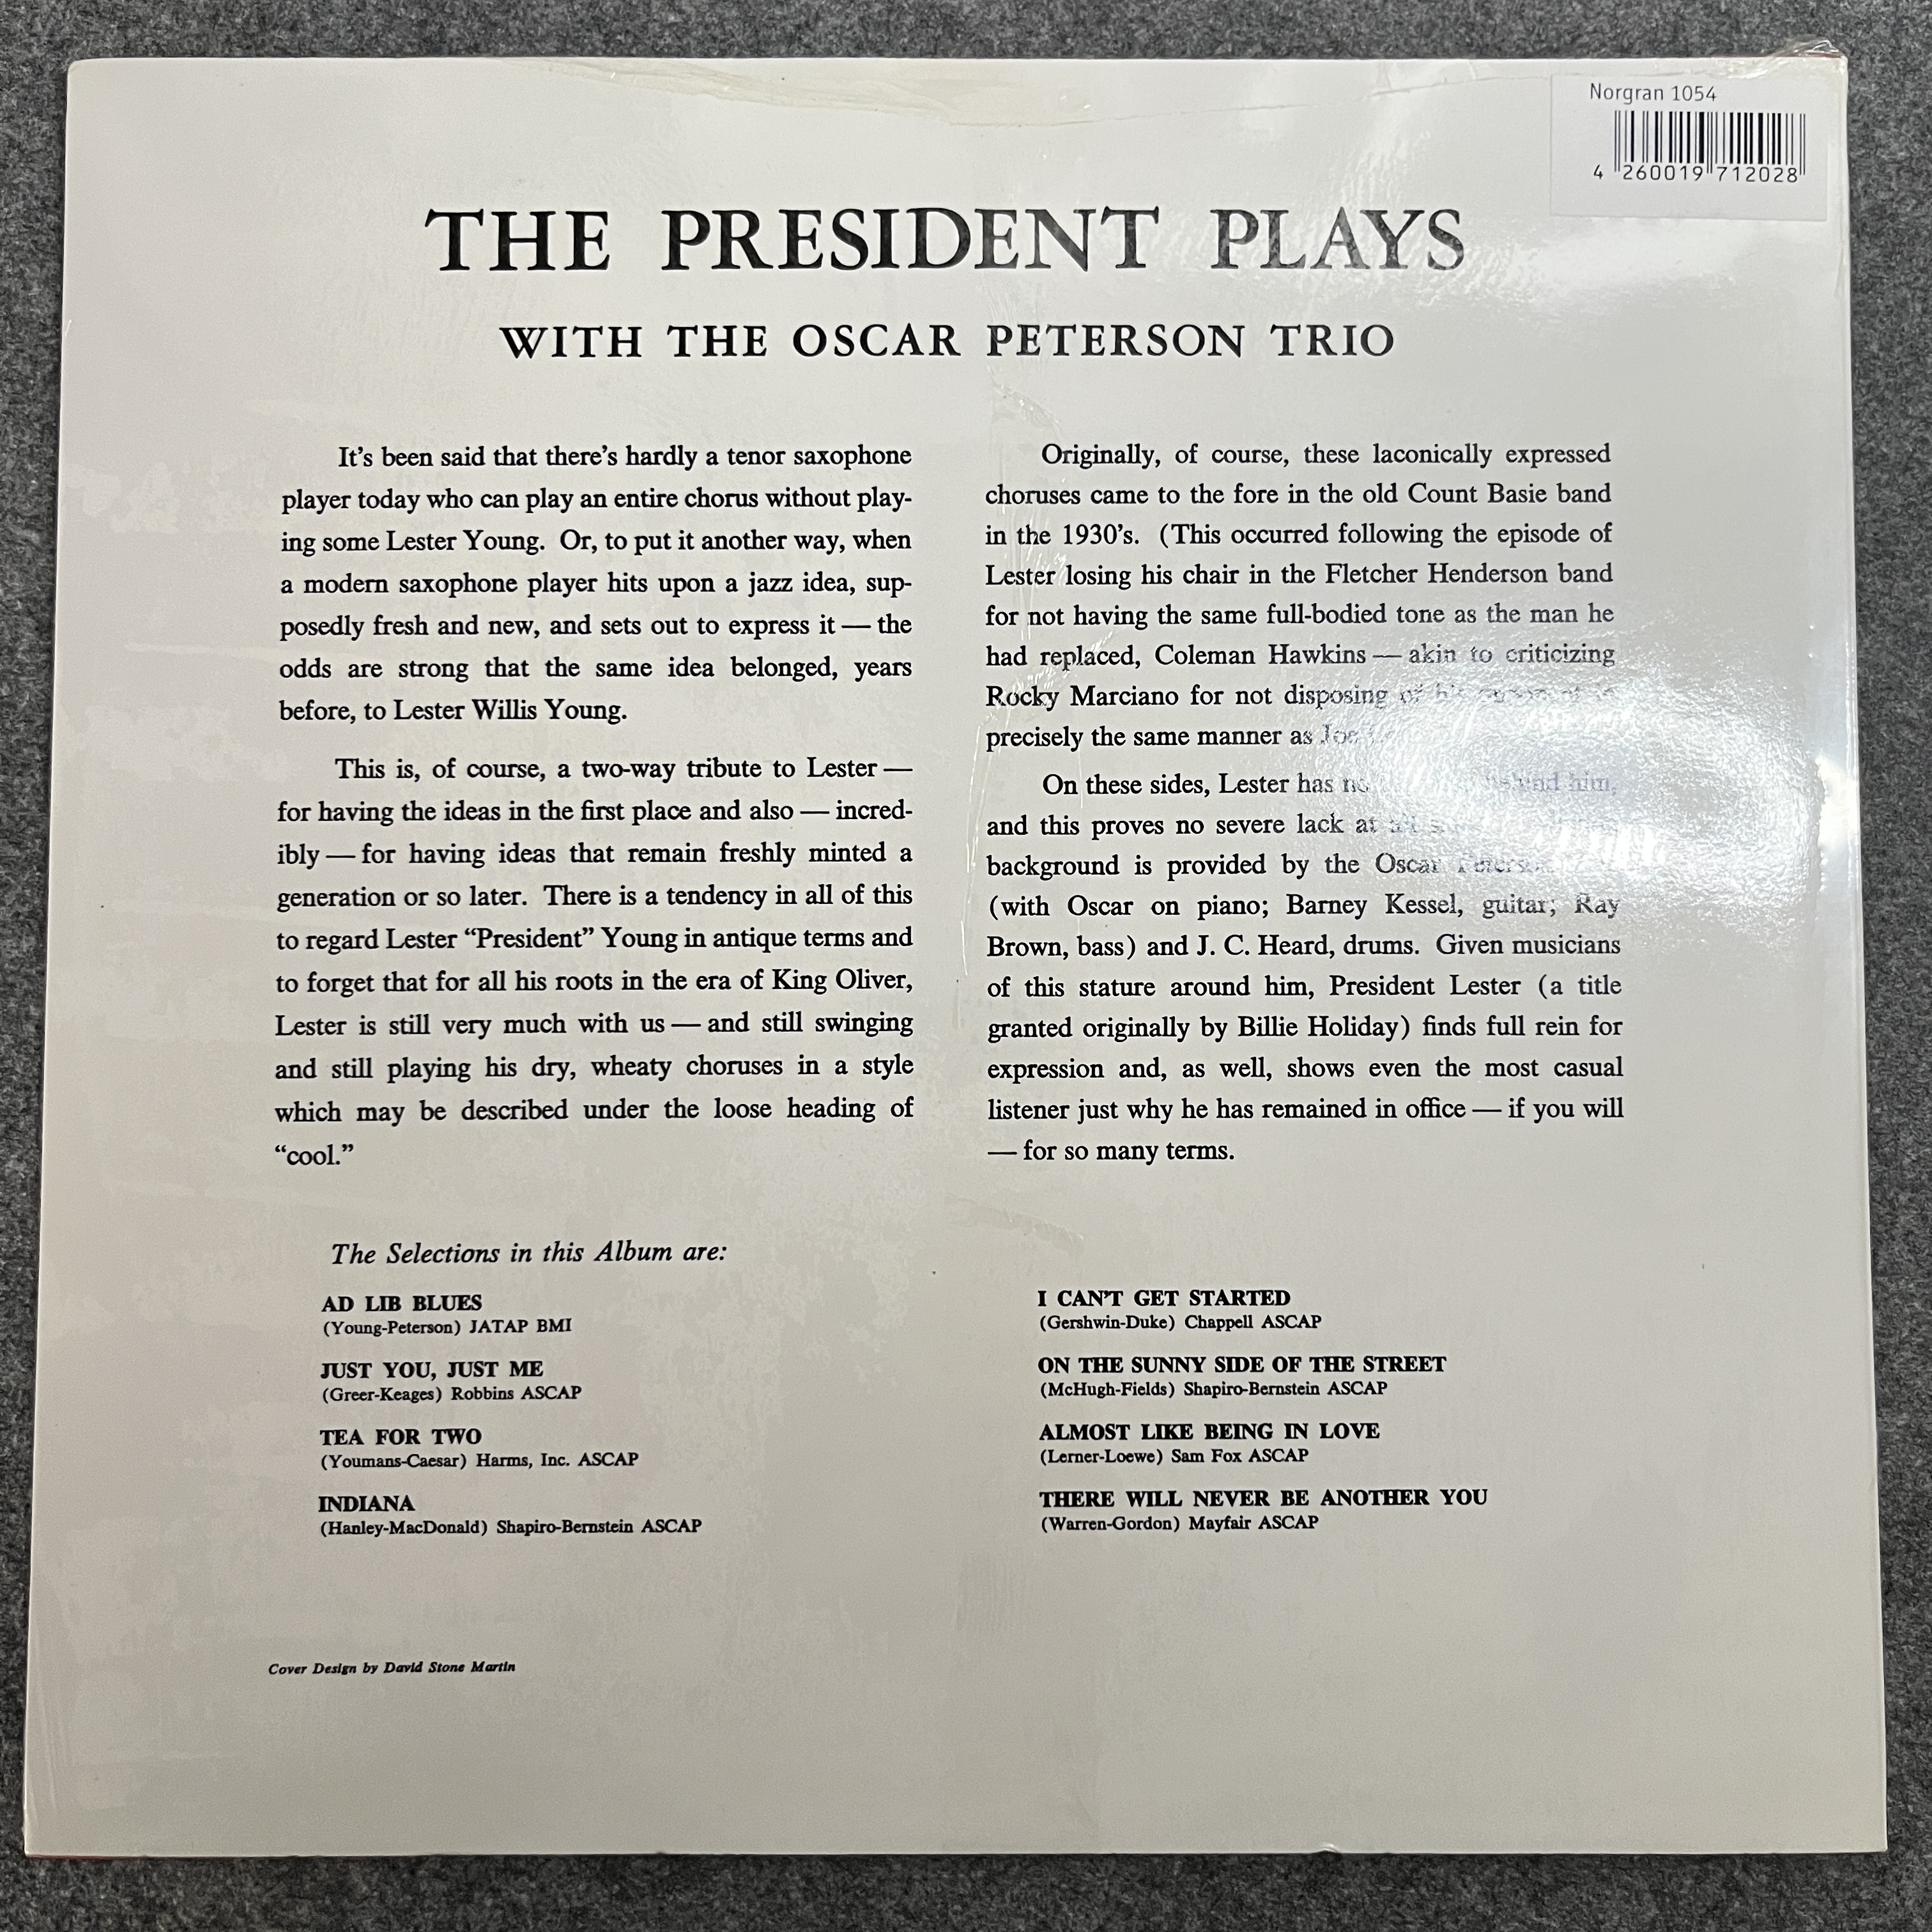 Norgran 1054
4 260019 712028
THE PRESIDENT PLAYS
WITH THE OSCAR PETERSON TRIO
It's been said that there's hardly a tenor saxophone
player today who can play an entire chorus without play-
ing some Lester Young. Or, to put it another way, when
a modern saxophone player hits upon a jazz idea, sup-
posedly fresh and new, and sets out to express it — the
odds are strong that the same idea belonged, years
before, to Lester Willis Young.
This is, of course, a two-way tribute to Lester —
for having the ideas in the first place and also — incred-
ibly — for having ideas that remain freshly minted a
generation or so later. There is a tendency in all of this
to regard Lester “President” Young in antique terms and
to forget that for all his roots in the era of King Oliver,
Lester is still very much with us — and still swinging
and still playing his dry, wheaty choruses in a style
which may be described under the loose heading of
“cool.”
Originally, of course, these laconically expressed
choruses came to the fore in the old Count Basie band
in the 1930's. (This occurred following the episode of
Lester losing his chair in the Fletcher Henderson band
for not having the same full-bodied tone as the man he
had replaced, Coleman Hawkins — akin to criticizing
Rocky Marciano for not disposing of his
precisely the same manner as Joe
On these sides, Lester has behind him,
and this proves no severe lack at all
background is provided by the Oscar Peterson
(with Oscar on piano; Barney Kessel, guitar; Ray
Brown, bass) and J. C. Heard, drums. Given musicians
of this stature around him, President Lester (a title
granted originally by Billie Holiday) finds full rein for
expression and, as well, shows even the most casual
listener just why he has remained in office — if you will
— for so many terms.
The Selections in this Album are:
AD LIB BLUES
(Young-Peterson) JATAP BMI
JUST YOU, JUST ME
(Greer-Keages) Robbins ASCAP
TEA FOR TWO
(Youmans-Caesar) Harms, Inc. ASCAP
INDIANA
(Hanley-MacDonald) Shapiro-Bernstein ASCAP
I CAN'T GET STARTED
(Gershwin-Duke) Chappell ASCAP
ON THE SUNNY SIDE OF THE STREET
(McHugh-Fields) Shapiro-Bernstein ASCAP
ALMOST LIKE BEING IN LOVE
(Lerner-Loewe) Sam Fox ASCAP
THERE WILL NEVER BE ANOTHER YOU
(Warren-Gordon) Mayfair ASCAP
Cover Design by David Stone Martin